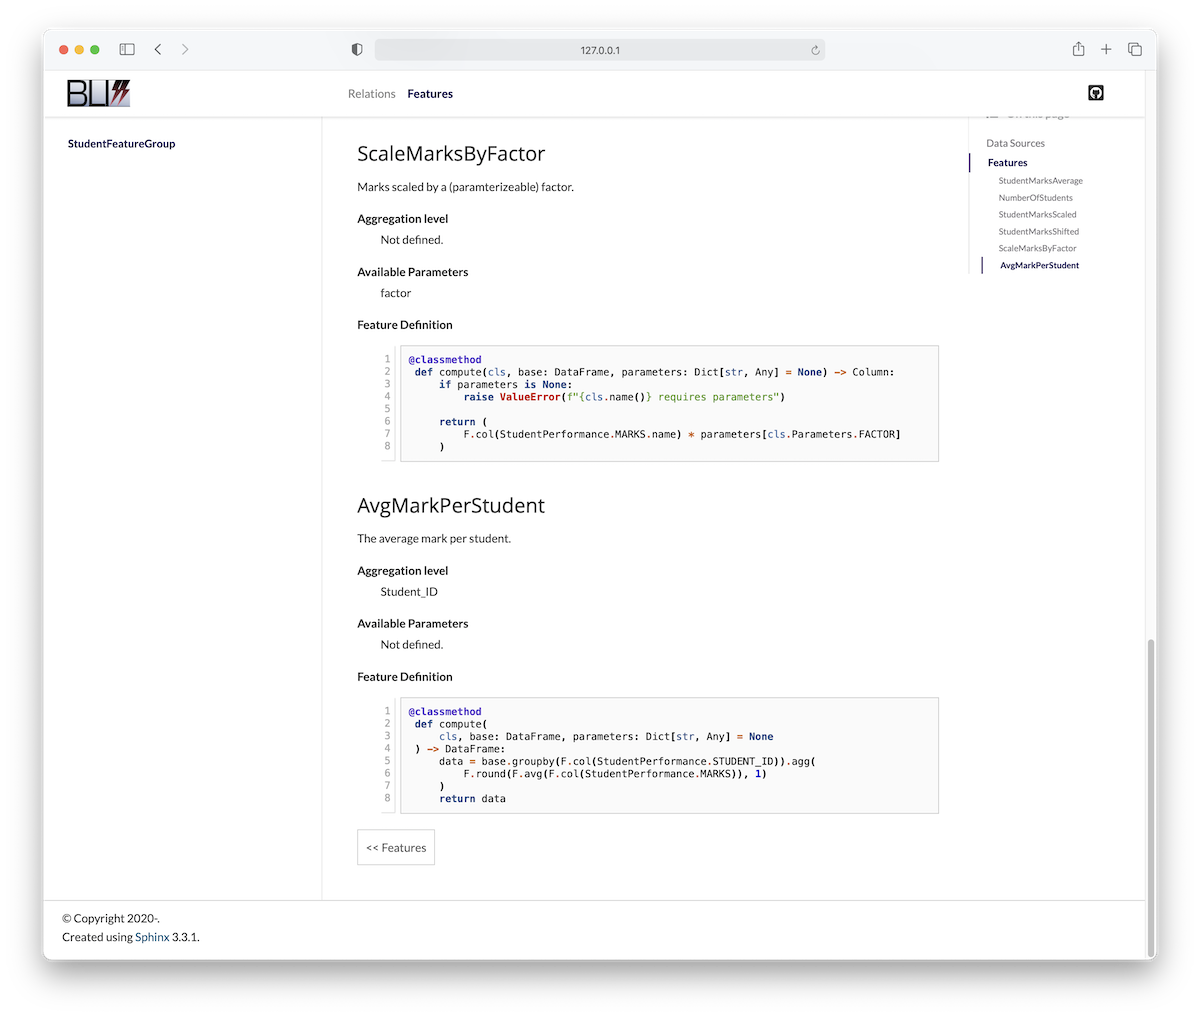 127.0.0.1
BLI
Relations Features
StudentFeatureGroup
ScaleMarksByFactor
Marks scaled by a (paramterizeable) factor.
Aggregation level
Not defined.
Available Parameters
factor
Feature Definition
1 @classmethod
2 def compute(cls, base: DataFrame, parameters: Dict[str, Any] = None) -> Column:
3 if parameters is None:
4 raise ValueError(f"{cls.name()} requires parameters")
5
6 return (
7 F.col(StudentPerformance.MARKS.name) * parameters[cls.Parameters.FACTOR]
8 )
AvgMarkPerStudent
The average mark per student.
Aggregation level
Student_ID
Available Parameters
Not defined.
Feature Definition
1 @classmethod
2 def compute(
3 cls, base: DataFrame, parameters: Dict[str, Any] = None
4 ) -> DataFrame:
5 data = base.groupby(F.col(StudentPerformance.STUDENT_ID)).agg(
6 F.round(F.avg(F.col(StudentPerformance.MARKS)), 1)
7 )
8 return data
<< Features
Data Sources
Features
StudentMarksAverage
NumberOfStudents
StudentMarksScaled
StudentMarksShifted
ScaleMarksByFactor
AvgMarkPerStudent
© Copyright 2020-.
Created using Sphinx 3.3.1.